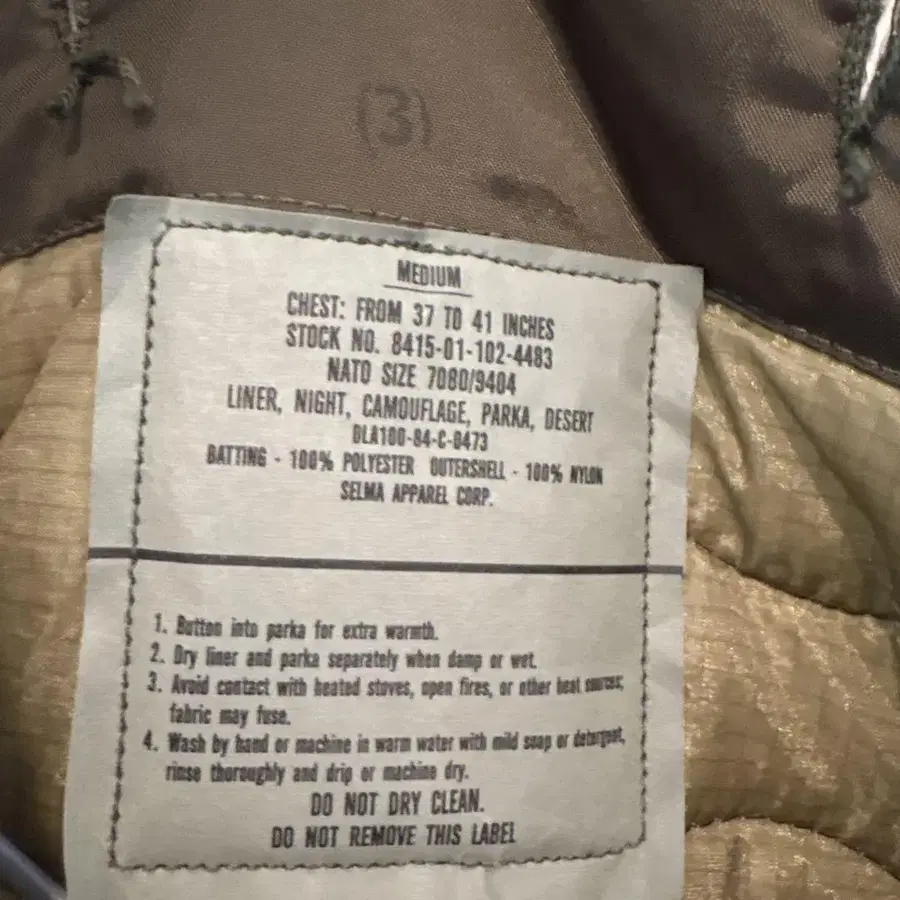 (3)
MEDIUM
CHEST: FROM 37 TO 41 INCHES
STOCK NO. 8415-01-102-4483
NATO SIZE 7080/9404
LINER, NIGHT, CAMOUFLAGE, PARKA, DESERT
DLA100-84-C-0473
BATTING - 100% POLYESTER OUTERSHELL - 100% NYLON
SELMA APPAREL CORP.
1. Button into parka for extra warmth.
2. Dry liner and parka separately when damp or wet.
3. Avoid contact with heated stoves, open fires, or other heat sources;
fabric may fuse.
4. Wash by hand or machine in warm water with mild soap or detergent,
rinse thoroughly and drip or machine dry.
DO NOT DRY CLEAN.
DO NOT REMOVE THIS LABEL